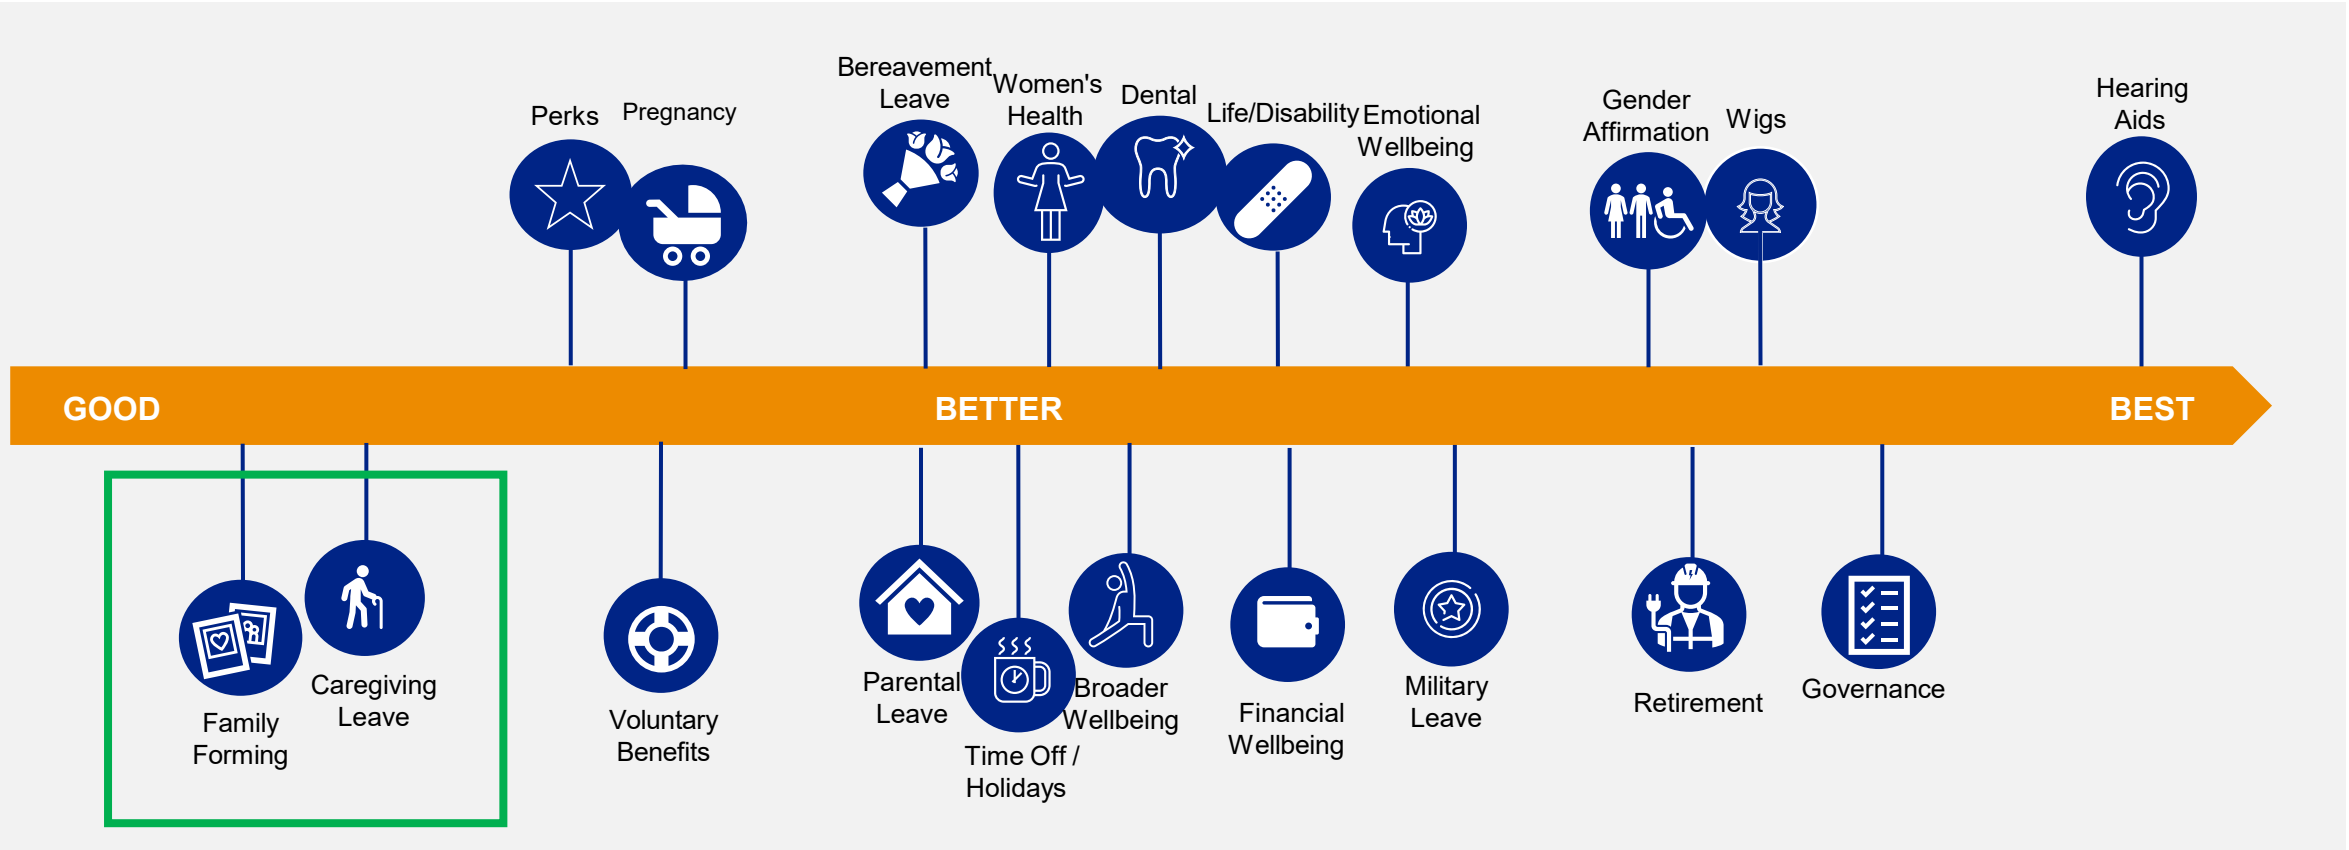 Perks
Pregnancy
Bereavement
Leave
Women's
Health
Dental
Life/Disability
Emotional
Wellbeing
Gender
Affirmation
Wigs
Hearing
Aids
GOOD
BETTER
BEST
Family
Forming
Caregiving
Leave
Voluntary
Benefits
Parental
Leave
Time Off /
Holidays
Broader
Wellbeing
Financial
Wellbeing
Military
Leave
Retirement
Governance